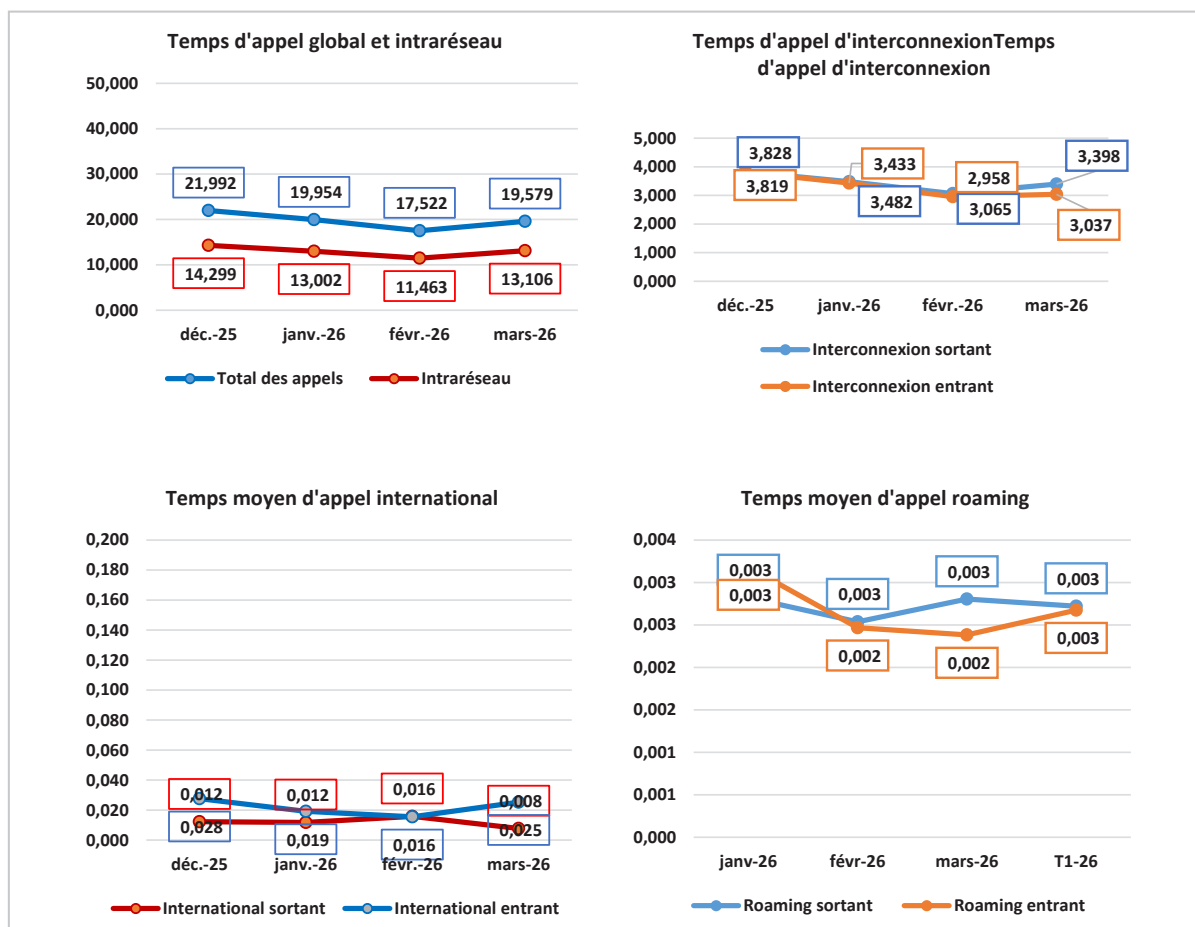 Temps d'appel global et intraréseau
50,000
40,000
30,000
20,000
10,000
0,000
21,992
19,954
17,522
19,579
14,299
13,002
11,463
13,106
déc.-25
janv.-26
févr.-26
mars-26
Total des appels
Intraréseau
Temps d'appel d'interconnexionTemps
d'appel d'interconnexion
5,000
4,000
3,000
2,000
1,000
0,000
3,828
3,433
2,958
3,398
3,819
3,482
3,065
3,037
déc.-25
janv.-26
févr.-26
mars-26
Interconnexion sortant
Interconnexion entrant
Temps moyen d'appel international
0,200
0,180
0,160
0,140
0,120
0,100
0,080
0,060
0,040
0,020
0,000
0,012
0,012
0,016
0,008
0,028
0,019
0,016
0,025
déc.-25
janv.-26
févr.-26
mars-26
International sortant
International entrant
Temps moyen d'appel roaming
0,004
0,003
0,003
0,002
0,002
0,001
0,001
0,000
0,003
0,003
0,003
0,003
0,003
0,002
0,002
0,003
janv-26
févr-26
mars-26
T1-26
Roaming sortant
Roaming entrant